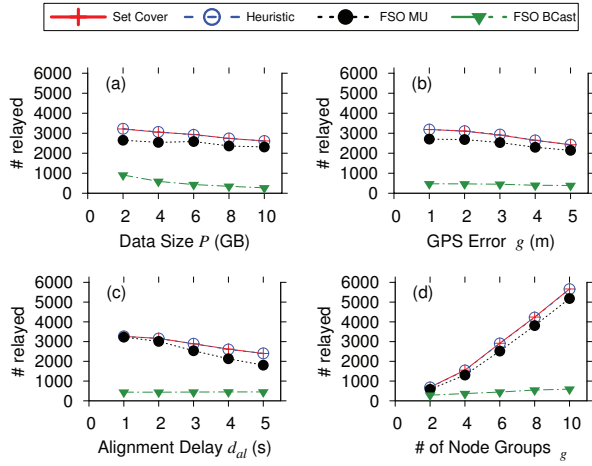 Set Cover Heuristic FSO MU FSO BCast
6000
5000
4000
3000
2000
1000
0
# relayed
(a)
0 2 4 6 8 10
Data Size P (GB)
6000
5000
4000
3000
2000
1000
0
# relayed
(b)
0 1 2 3 4 5
GPS Error g (m)
6000
5000
4000
3000
2000
1000
0
# relayed
(c)
0 1 2 3 4 5
Alignment Delay d_al (s)
6000
5000
4000
3000
2000
1000
0
# relayed
(d)
0 2 4 6 8 10
# of Node Groups g